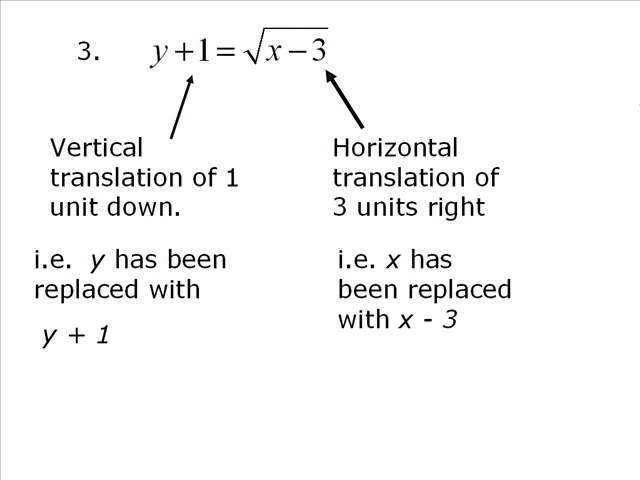 3. y + 1 = √x − 3
Vertical
translation of 1
unit down.
i.e. y has been
replaced with
y + 1
Horizontal
translation of
3 units right
i.e. x has
been replaced
with x - 3